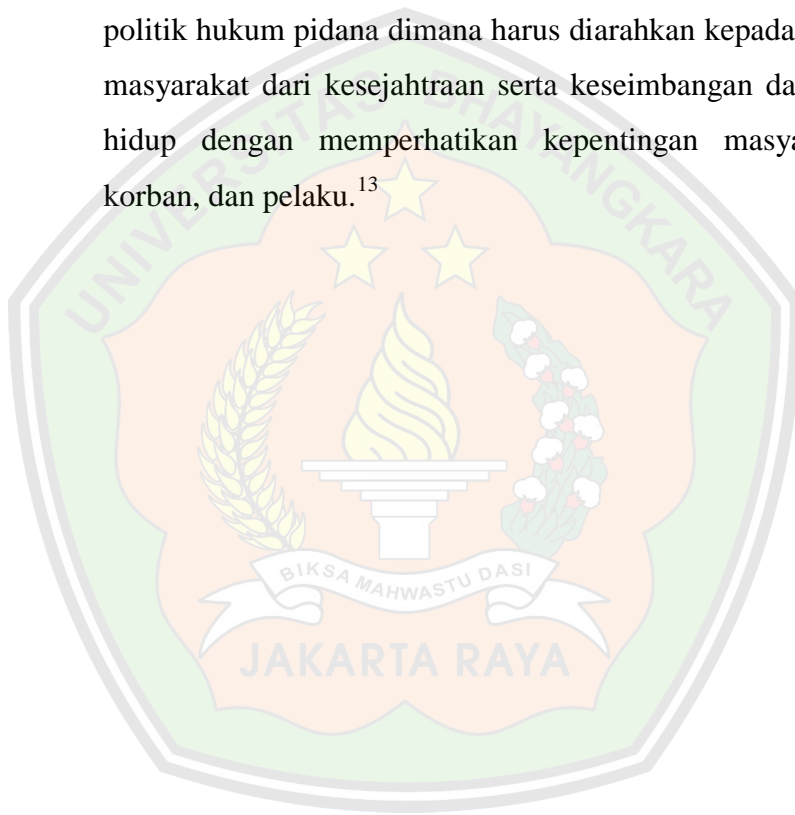 politik hukum pidana dimana harus diarahkan kepada
masyarakat dari kesejahtraan serta keseimbangan da
hidup dengan memperhatikan kepentingan masya
korban, dan pelaku.13
UNIVERSITAS BHAYANGKARA
BIKSA MAHWASTU DASI
JAKARTA RAYA